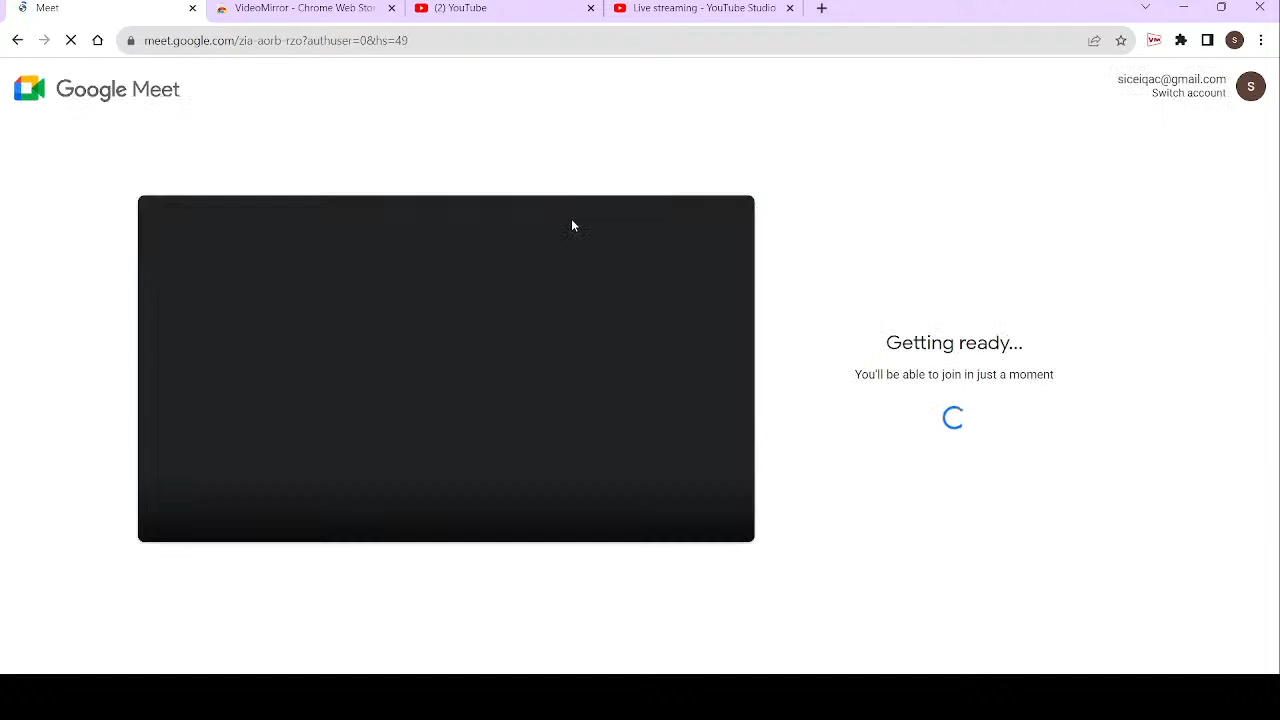 Meet
VideoMirror - Chrome Web Sto
(2) YouTube
Live streaming - YouTube Studio
meet.google.com/zia-aorb-rzo?authuser=0&hs=49
VM
S
Google Meet
siceiqac@gmail.com
Switch account
S
Getting ready...
You'll be able to join in just a moment